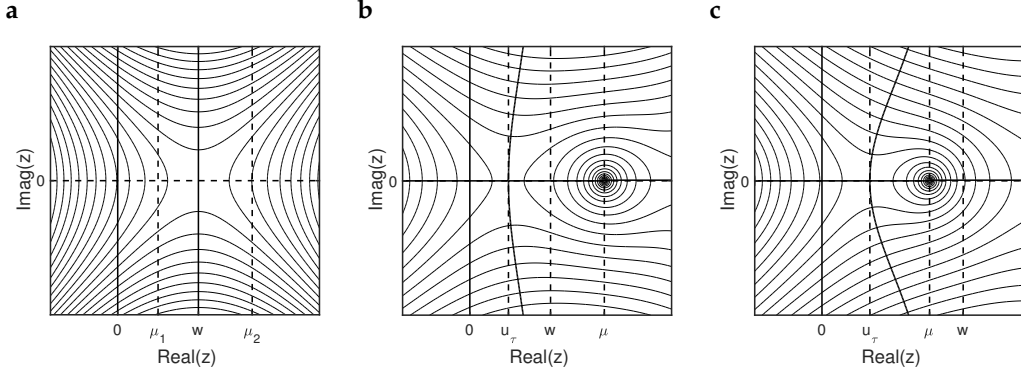 a
Imag(z)
0
0 μ1 w μ2
Real(z)
b
Imag(z)
0
0 uτ w μ
Real(z)
c
Imag(z)
0
0 uτ μ w
Real(z)